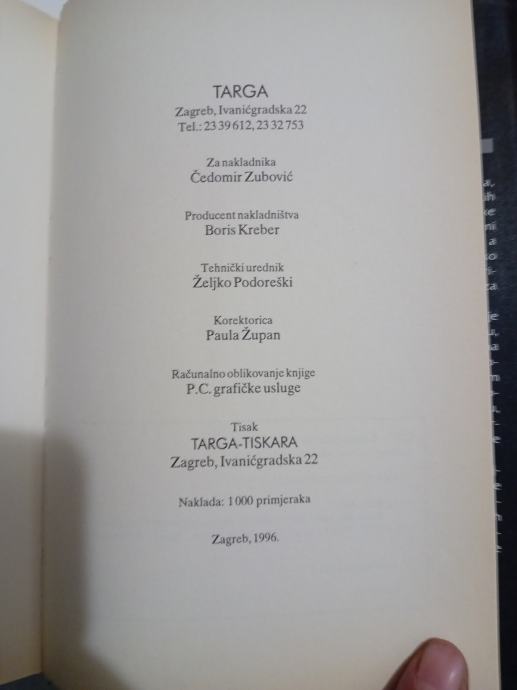 TARGA
Zagreb, Ivanićgradska 22
Tel.: 23 39 612, 23 32 753
Za nakladnika
Čedomir Zubović
Producent nakladništva
Boris Kreber
Tehnički urednik
Željko Podoreški
Korektorica
Paula Župan
Računalno oblikovanje knjige
P.C. grafičke usluge
Tisak
TARGA-TISKARA
Zagreb, Ivanićgradska 22
Naklada: 1 000 primjeraka
Zagreb, 1996.